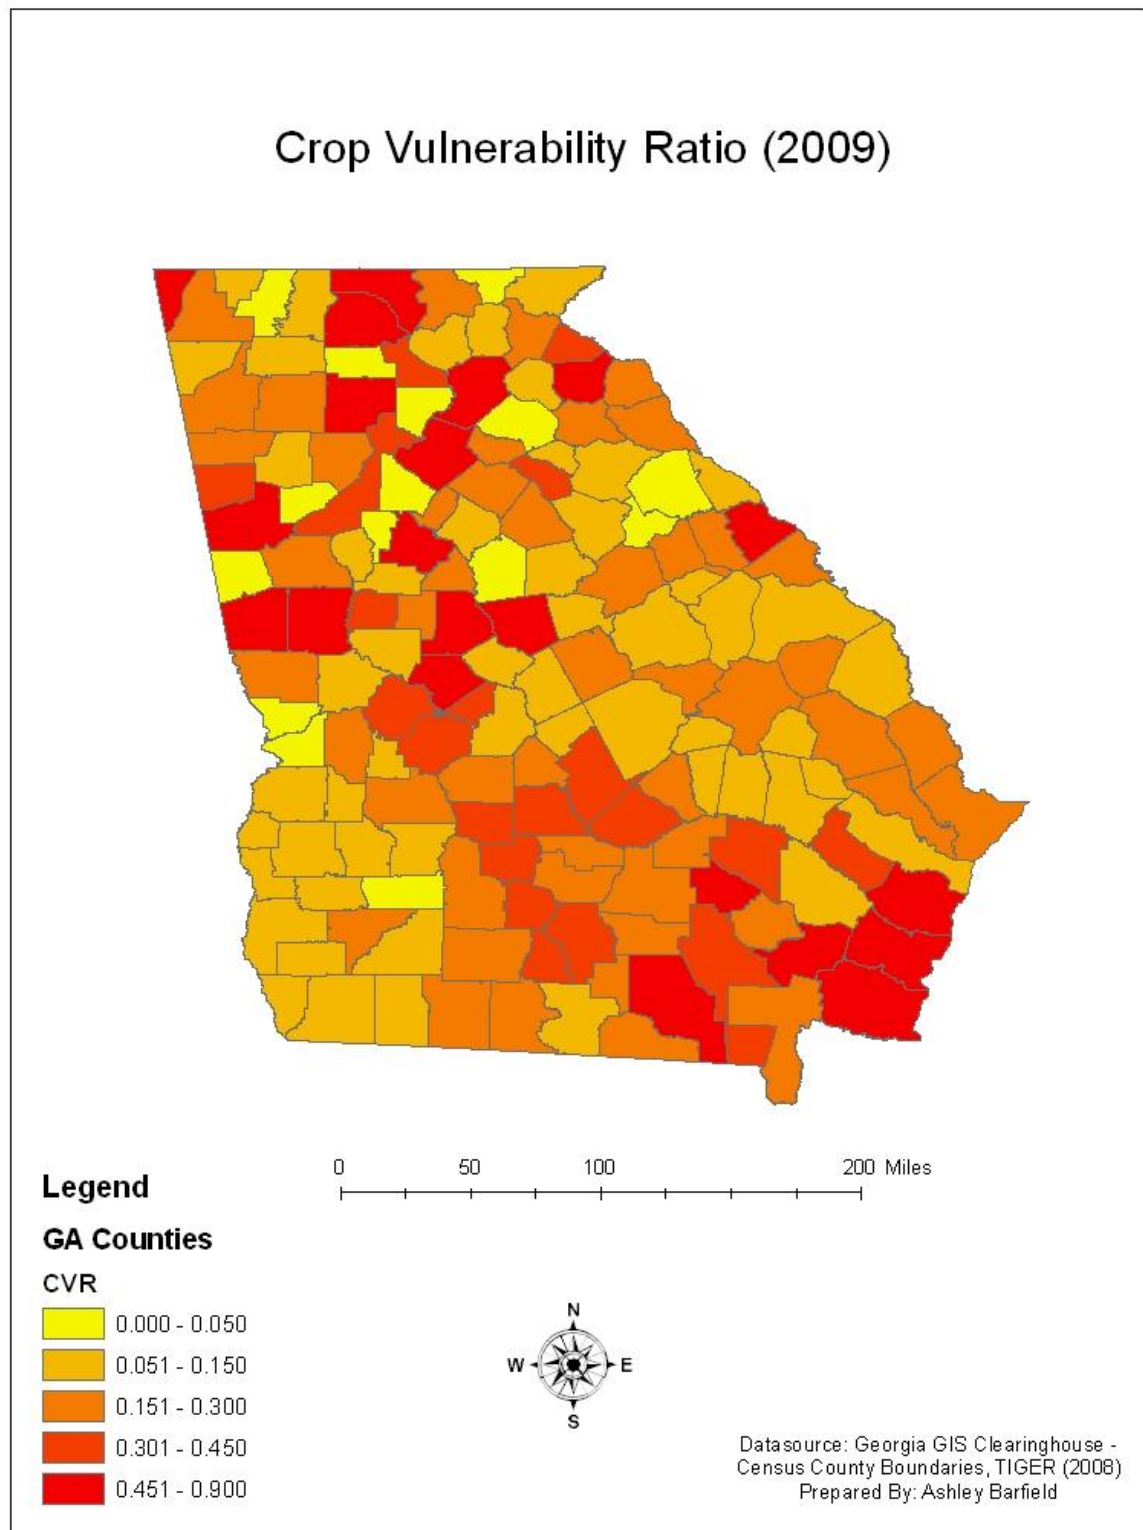 Crop Vulnerability Ratio (2009)
0 50 100 200 Miles
Legend
GA Counties
CVR
0.000 - 0.050
0.051 - 0.150
0.151 - 0.300
0.301 - 0.450
0.451 - 0.900
N
W E
S
Datasource: Georgia GIS Clearinghouse -
Census County Boundaries, TIGER (2008)
Prepared By: Ashley Barfield